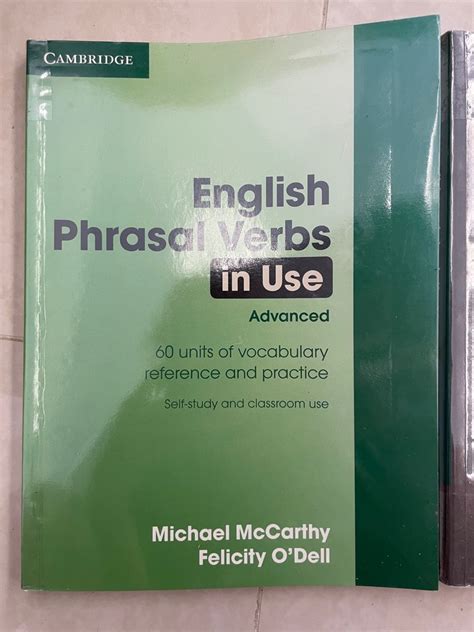 CAMBRIDGE
English
Phrasal Verbs
in Use
Advanced
60 units of vocabulary
reference and practice
Self-study and classroom use
Michael McCarthy
Felicity O'Dell